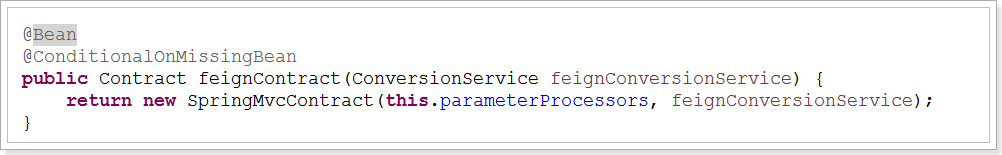 @Bean
@ConditionalOnMissingBean
public Contract feignContract(ConversionService feignConversionService) {
    return new SpringMvcContract(this.parameterProcessors, feignConversionService);
}